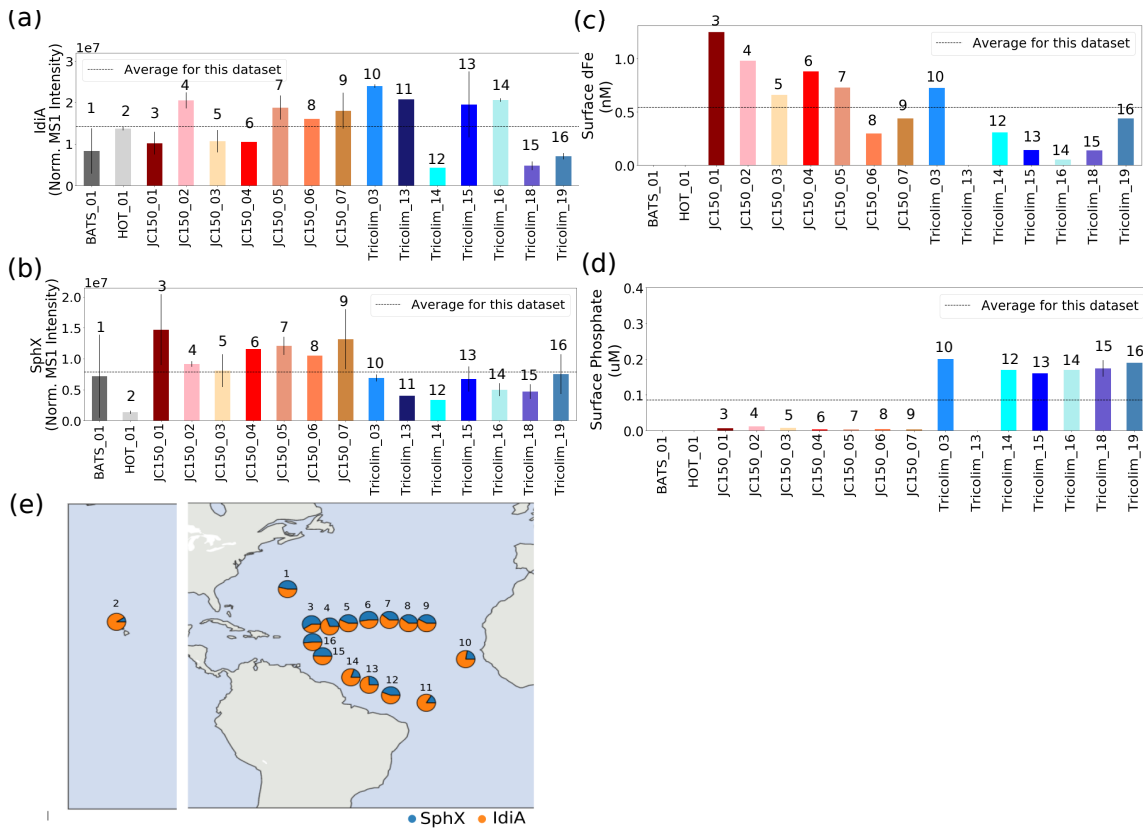 (a)
1e7
Average for this dataset
IdiA
(Norm. MS1 Intensity)
3
2
1
0
1 2 3 4 5 6 7 8 9 10 13 12 13 14 15 16
BATS_01 HOT_01 JC150_01 JC150_02 JC150_03 JC150_04 JC150_05 JC150_06 JC150_07 Tricolim_03 Tricolim_13 Tricolim_14 Tricolim_15 Tricolim_16 Tricolim_18 Tricolim_19
(b)
1e7
Average for this dataset
SphX
(Norm. MS1 Intensity)
2.0
1.5
1.0
0.5
0.0
1 2 3 4 5 6 7 8 9 10 11 12 13 14 15 16
BATS_01 HOT_01 JC150_01 JC150_02 JC150_03 JC150_04 JC150_05 JC150_06 JC150_07 Tricolim_03 Tricolim_13 Tricolim_14 Tricolim_15 Tricolim_16 Tricolim_18 Tricolim_19
(c)
Average for this dataset
Surface dFe
(nM)
1.0
0.5
0.0
3 4 5 6 7 8 9 10 14 13 16 15 16
BATS_01 HOT_01 JC150_01 JC150_02 JC150_03 JC150_04 JC150_05 JC150_06 JC150_07 Tricolim_03 Tricolim_13 Tricolim_14 Tricolim_15 Tricolim_16 Tricolim_18 Tricolim_19
(d)
Average for this dataset
Surface Phosphate
(uM)
0.4
0.3
0.2
0.1
0.0
3 4 5 6 7 8 9 10 12 13 14 15 16
BATS_01 HOT_01 JC150_01 JC150_02 JC150_03 JC150_04 JC150_05 JC150_06 JC150_07 Tricolim_03 Tricolim_13 Tricolim_14 Tricolim_15 Tricolim_16 Tricolim_18 Tricolim_19
(e)
1
2
3 4 5 6 7 8 9
16
15
10
14
13
12
11
SphX IdiA